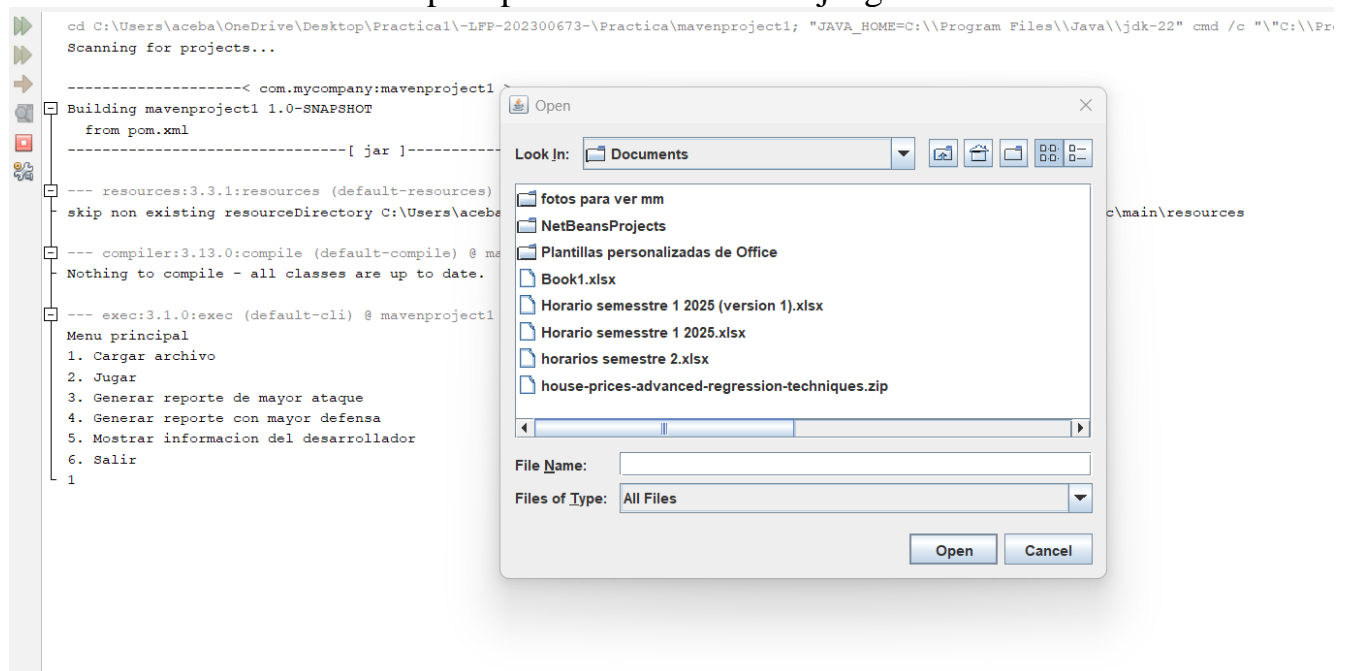 cd C:\Users\aceba\OneDrive\Desktop\Practica1\-LFP-202300673-\Practica\mavenproject1; "JAVA_HOME=C:\\Program Files\\Java\\jdk-22" cmd /c "\"C:\\Pr
Scanning for projects...
--------------------< com.mycompany:mavenproject1 >
Building mavenproject1 1.0-SNAPSHOT
from pom.xml
--------------------------------[ jar ]-----------
--- resources:3.3.1:resources (default-resources)
skip non existing resourceDirectory C:\Users\aceba
c\main\resources
--- compiler:3.13.0:compile (default-compile) @ ma
Nothing to compile - all classes are up to date.
--- exec:3.1.0:exec (default-cli) @ mavenproject1
Menu principal
1. Cargar archivo
2. Jugar
3. Generar reporte de mayor ataque
4. Generar reporte con mayor defensa
5. Mostrar informacion del desarrollador
6. Salir
1
Open
Look In: Documents
fotos para ver mm
NetBeansProjects
Plantillas personalizadas de Office
Book1.xlsx
Horario semesstre 1 2025 (version 1).xlsx
Horario semesstre 1 2025.xlsx
horarios semestre 2.xlsx
house-prices-advanced-regression-techniques.zip
File Name:
Files of Type: All Files
Open Cancel